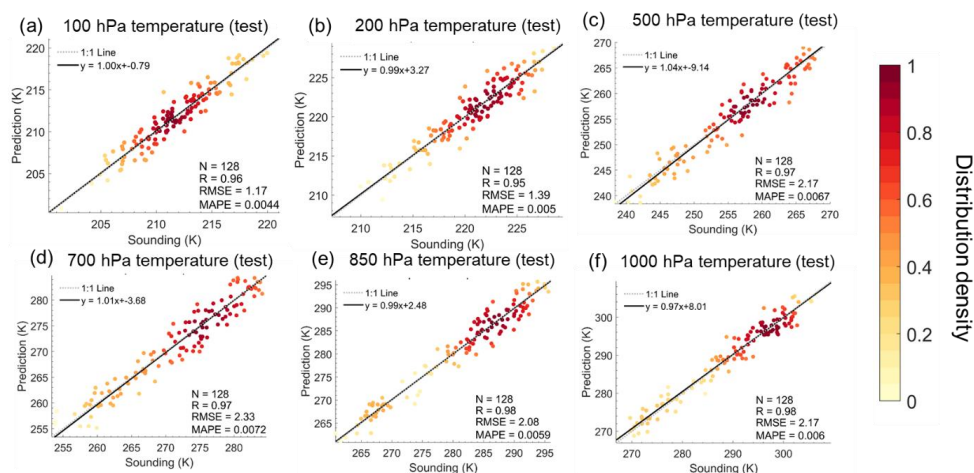 (a) 100 hPa temperature (test)
1:1 Line
y = 1.00x+-0.79
Prediction (K)
220
215
210
205
N = 128
R = 0.96
RMSE = 1.17
MAPE = 0.0044
205 210 215 220
Sounding (K)
(b) 200 hPa temperature (test)
1:1 Line
y = 0.99x+3.27
Prediction (K)
225
220
215
210
N = 128
R = 0.95
RMSE = 1.39
MAPE = 0.005
208 212 216 220 224 228
Sounding (K)
(c) 500 hPa temperature (test)
1:1 Line
y = 1.04x+-9.14
Prediction (K)
270
265
260
255
250
245
240
N = 128
R = 0.97
RMSE = 2.17
MAPE = 0.0067
240 245 250 255 260 265 270
Sounding (K)
(d) 700 hPa temperature (test)
1:1 Line
y = 1.01x+-3.68
Prediction (K)
280
275
270
265
260
255
N = 128
R = 0.97
RMSE = 2.33
MAPE = 0.0072
255 260 265 270 275 280
Sounding (K)
(e) 850 hPa temperature (test)
1:1 Line
y = 0.99x+2.48
Prediction (K)
295
290
285
280
275
270
265
N = 128
R = 0.98
RMSE = 2.08
MAPE = 0.0059
265 270 275 280 285 290 295
Sounding (K)
(f) 1000 hPa temperature (test)
1:1 Line
y = 0.97x+8.01
Prediction (K)
300
290
280
270
N = 128
R = 0.98
RMSE = 2.17
MAPE = 0.006
270 280 290 300
Sounding (K)
1
0.8
0.6
0.4
0.2
0
Distribution density